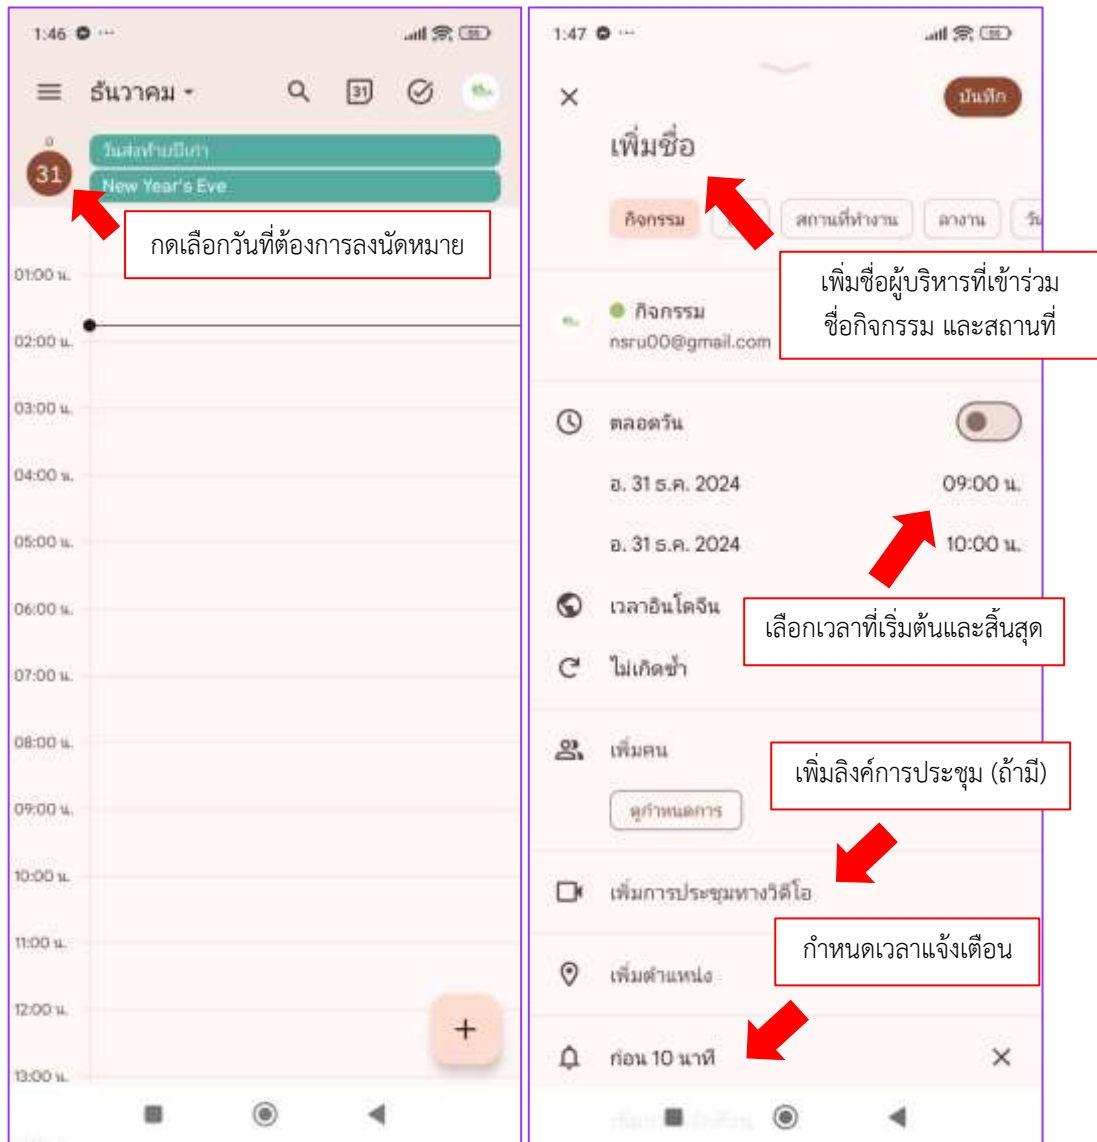 1:46
ธันวาคม
31
อ
31
วันส่งท้ายปีเก่า
New Year's Eve
กดเลือกวันที่ต้องการลงนัดหมาย
01:00 น.
02:00 น.
03:00 น.
04:00 น.
05:00 น.
06:00 น.
07:00 น.
08:00 น.
09:00 น.
10:00 น.
11:00 น.
12:00 น.
+
13:00 น.
1:47
บันทึก
เพิ่มชื่อ
กิจกรรม
สถานที่ทำงาน ลางาน
เพิ่มชื่อผู้บริหารที่เข้าร่วม
ชื่อกิจกรรม และสถานที่
กิจกรรม
nsru00@gmail.com
ตลอดวัน
อ. 31 ธ.ค. 2024 09:00 น.
อ. 31 ธ.ค. 2024 10:00 น.
เวลาอินโดจีน
เลือกเวลาที่เริ่มต้นและสิ้นสุด
ไม่เกิดซ้ำ
เพิ่มคน
เพิ่มลิงค์การประชุม (ถ้ามี)
ดูกำหนดการ
เพิ่มการประชุมทางวิดีโอ
กำหนดเวลาแจ้งเตือน
เพิ่มตำแหน่ง
ก่อน 10 นาที